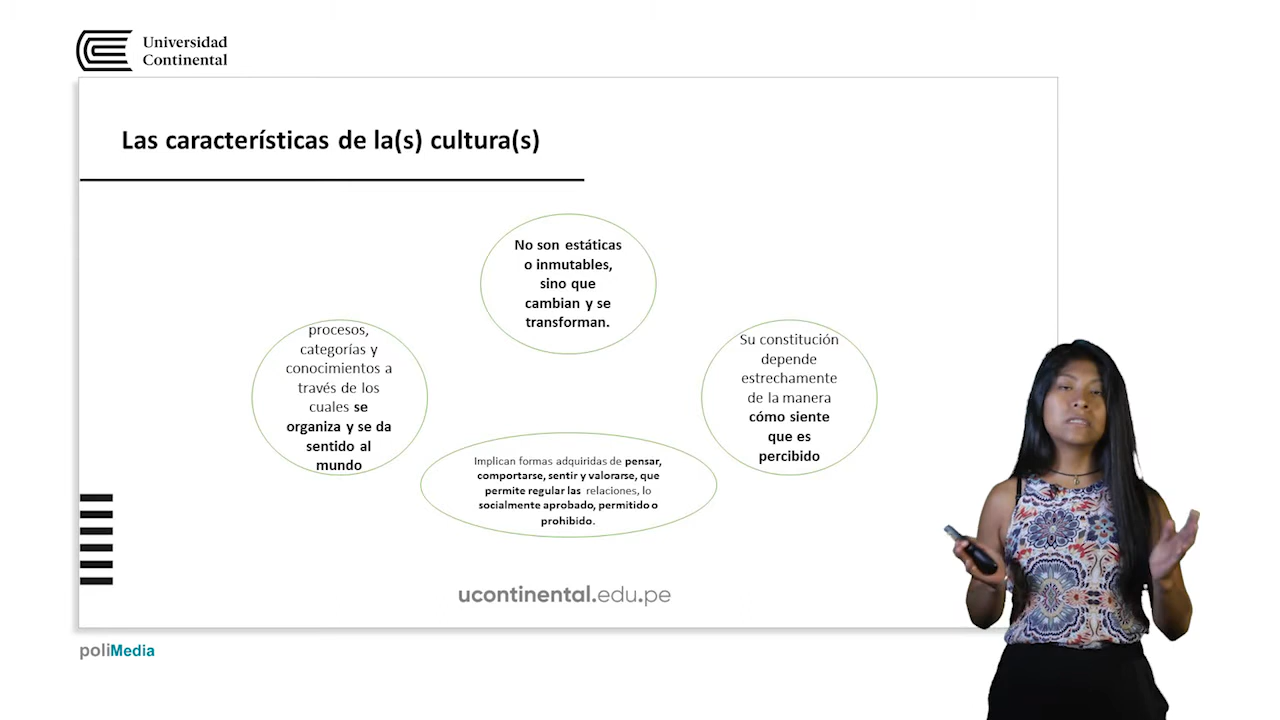 Universidad
Continental
Las características de la(s) cultura(s)
No son estáticas
o inmutables,
sino que
cambian y se
transforman.
procesos,
categorías y
conocimientos a
través de los
cuales se
organiza y se da
sentido al
mundo
Su constitución
depende
estrechamente
de la manera
cómo siente
que es
percibido
Implican formas adquiridas de pensar,
comportarse, sentir y valorarse, que
permite regular las relaciones, lo
socialmente aprobado, permitido o
prohibido.
ucontinental.edu.pe
poliMedia